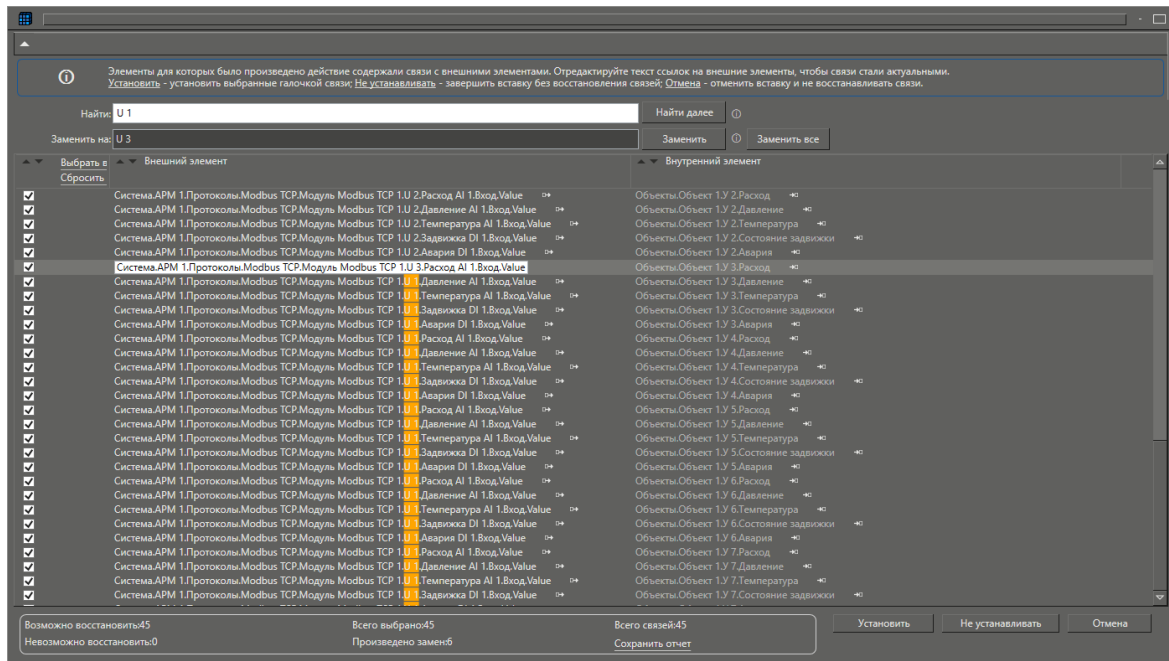 Элементы для которых было произведено действие содержали связи с внешними элементами. Отредактируйте текст ссылок на внешние элементы, чтобы связи стали актуальными.
Установить - установить выбранные галочкой связи; Не устанавливать - завершить вставку без восстановления связей; Отмена - отменить вставку и не восстанавливать связи.
Найти: U 1 Найти далее
Заменить на: U 3 Заменить Заменить все
Выбрать в Внешний элемент Внутренний элемент
Сбросить
Система.АРМ 1.Протоколы.Modbus TCP.Модуль Modbus TCP 1.U 2.Расход AI 1.Вход.Value Объекты.Объект 1.У 2.Расход
Система.АРМ 1.Протоколы.Modbus TCP.Модуль Modbus TCP 1.U 2.Давление AI 1.Вход.Value Объекты.Объект 1.У 2.Давление
Система.АРМ 1.Протоколы.Modbus TCP.Модуль Modbus TCP 1.U 2.Температура AI 1.Вход.Value Объекты.Объект 1.У 2.Температура
Система.АРМ 1.Протоколы.Modbus TCP.Модуль Modbus TCP 1.U 2.Задвижка DI 1.Вход.Value Объекты.Объект 1.У 2.Состояние задвижки
Система.АРМ 1.Протоколы.Modbus TCP.Модуль Modbus TCP 1.U 2.Авария DI 1.Вход.Value Объекты.Объект 1.У 2.Авария
Система.АРМ 1.Протоколы.Modbus TCP.Модуль Modbus TCP 1.U 3.Расход AI 1.Вход.Value Объекты.Объект 1.У 3.Расход
Система.АРМ 1.Протоколы.Modbus TCP.Модуль Modbus TCP 1.U 1.Давление AI 1.Вход.Value Объекты.Объект 1.У 3.Давление
Система.АРМ 1.Протоколы.Modbus TCP.Модуль Modbus TCP 1.U 1.Температура AI 1.Вход.Value Объекты.Объект 1.У 3.Температура
Система.АРМ 1.Протоколы.Modbus TCP.Модуль Modbus TCP 1.U 1.Задвижка DI 1.Вход.Value Объекты.Объект 1.У 3.Состояние задвижки
Система.АРМ 1.Протоколы.Modbus TCP.Модуль Modbus TCP 1.U 1.Авария DI 1.Вход.Value Объекты.Объект 1.У 3.Авария
Система.АРМ 1.Протоколы.Modbus TCP.Модуль Modbus TCP 1.U 1.Расход AI 1.Вход.Value Объекты.Объект 1.У 4.Расход
Система.АРМ 1.Протоколы.Modbus TCP.Модуль Modbus TCP 1.U 1.Давление AI 1.Вход.Value Объекты.Объект 1.У 4.Давление
Система.АРМ 1.Протоколы.Modbus TCP.Модуль Modbus TCP 1.U 1.Температура AI 1.Вход.Value Объекты.Объект 1.У 4.Температура
Система.АРМ 1.Протоколы.Modbus TCP.Модуль Modbus TCP 1.U 1.Задвижка DI 1.Вход.Value Объекты.Объект 1.У 4.Состояние задвижки
Система.АРМ 1.Протоколы.Modbus TCP.Модуль Modbus TCP 1.U 1.Авария DI 1.Вход.Value Объекты.Объект 1.У 4.Авария
Система.АРМ 1.Протоколы.Modbus TCP.Модуль Modbus TCP 1.U 1.Расход AI 1.Вход.Value Объекты.Объект 1.У 5.Расход
Система.АРМ 1.Протоколы.Modbus TCP.Модуль Modbus TCP 1.U 1.Давление AI 1.Вход.Value Объекты.Объект 1.У 5.Давление
Система.АРМ 1.Протоколы.Modbus TCP.Модуль Modbus TCP 1.U 1.Температура AI 1.Вход.Value Объекты.Объект 1.У 5.Температура
Система.АРМ 1.Протоколы.Modbus TCP.Модуль Modbus TCP 1.U 1.Задвижка DI 1.Вход.Value Объекты.Объект 1.У 5.Состояние задвижки
Система.АРМ 1.Протоколы.Modbus TCP.Модуль Modbus TCP 1.U 1.Авария DI 1.Вход.Value Объекты.Объект 1.У 5.Авария
Система.АРМ 1.Протоколы.Modbus TCP.Модуль Modbus TCP 1.U 1.Расход AI 1.Вход.Value Объекты.Объект 1.У 6.Расход
Система.АРМ 1.Протоколы.Modbus TCP.Модуль Modbus TCP 1.U 1.Давление AI 1.Вход.Value Объекты.Объект 1.У 6.Давление
Система.АРМ 1.Протоколы.Modbus TCP.Модуль Modbus TCP 1.U 1.Температура AI 1.Вход.Value Объекты.Объект 1.У 6.Температура
Система.АРМ 1.Протоколы.Modbus TCP.Модуль Modbus TCP 1.U 1.Задвижка DI 1.Вход.Value Объекты.Объект 1.У 6.Состояние задвижки
Система.АРМ 1.Протоколы.Modbus TCP.Модуль Modbus TCP 1.U 1.Авария DI 1.Вход.Value Объекты.Объект 1.У 6.Авария
Система.АРМ 1.Протоколы.Modbus TCP.Модуль Modbus TCP 1.U 1.Расход AI 1.Вход.Value Объекты.Объект 1.У 7.Расход
Система.АРМ 1.Протоколы.Modbus TCP.Модуль Modbus TCP 1.U 1.Давление AI 1.Вход.Value Объекты.Объект 1.У 7.Давление
Система.АРМ 1.Протоколы.Modbus TCP.Модуль Modbus TCP 1.U 1.Температура AI 1.Вход.Value Объекты.Объект 1.У 7.Температура
Система.АРМ 1.Протоколы.Modbus TCP.Модуль Modbus TCP 1.U 1.Задвижка DI 1.Вход.Value Объекты.Объект 1.У 7.Состояние задвижки
Возможно восстановить:45 Всего выбрано:45 Всего связей:45 Установить Не устанавливать Отмена
Невозможно восстановить:0 Произведено замен:6 Сохранить отчет